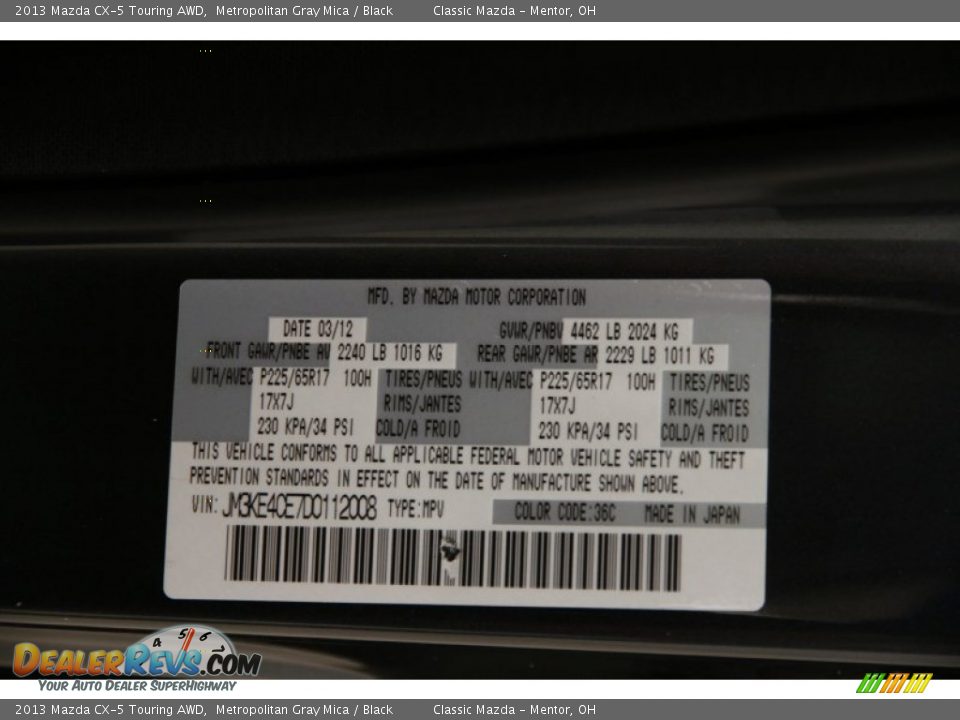 2013 Mazda CX-5 Touring AWD, Metropolitan Gray Mica / Black Classic Mazda - Mentor, OH
MFD. BY MAZDA MOTOR CORPORATION
DATE 03/12 GVWR/PNBV 4462 LB 2024 KG
FRONT GAWR/PNBE AV 2240 LB 1016 KG REAR GAWR/PNBE AR 2229 LB 1011 KG
WITH/AVEC P225/65R17 100H TIRES/PNEUS WITH/AVEC P225/65R17 100H TIRES/PNEUS
17X7J RIMS/JANTES 17X7J RIMS/JANTES
230 KPA/34 PSI COLD/A FROID 230 KPA/34 PSI COLD/A FROID
THIS VEHICLE CONFORMS TO ALL APPLICABLE FEDERAL MOTOR VEHICLE SAFETY AND THEFT
PREVENTION STANDARDS IN EFFECT ON THE DATE OF MANUFACTURE SHOWN ABOVE.
VIN: JM3KE4CE7D0112008 TYPE:MPV COLOR CODE:36C MADE IN JAPAN
4 5 6
DealerRevs.com
Your Auto Dealer SuperHighway
2013 Mazda CX-5 Touring AWD, Metropolitan Gray Mica / Black Classic Mazda - Mentor, OH